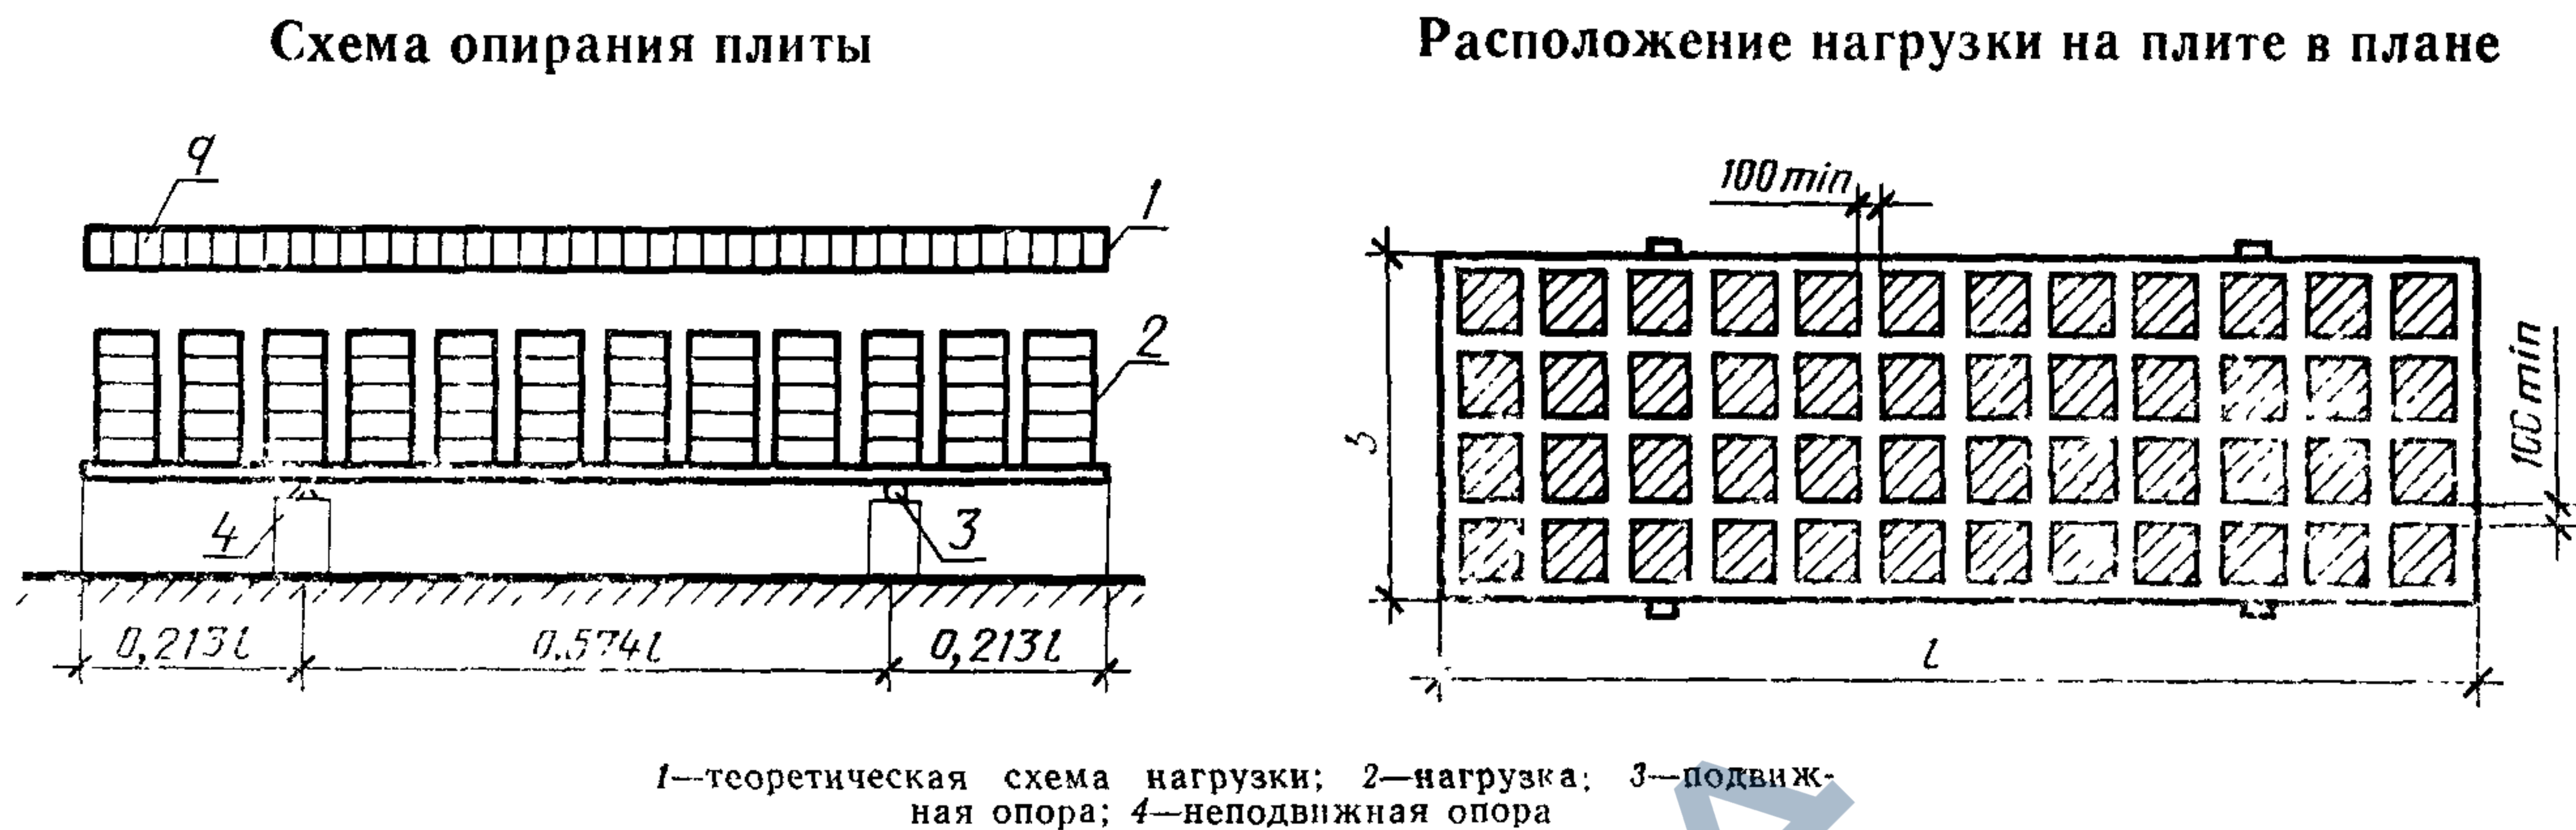 Схема опирания плиты
Расположение нагрузки на плите в плане
q
1
2
4
3
0,213l
0.574l
0,213l
100 min
100 min
l
1—теоретическая схема нагрузки; 2—нагрузка; 3—подвиж-
ная опора; 4—неподвижная опора